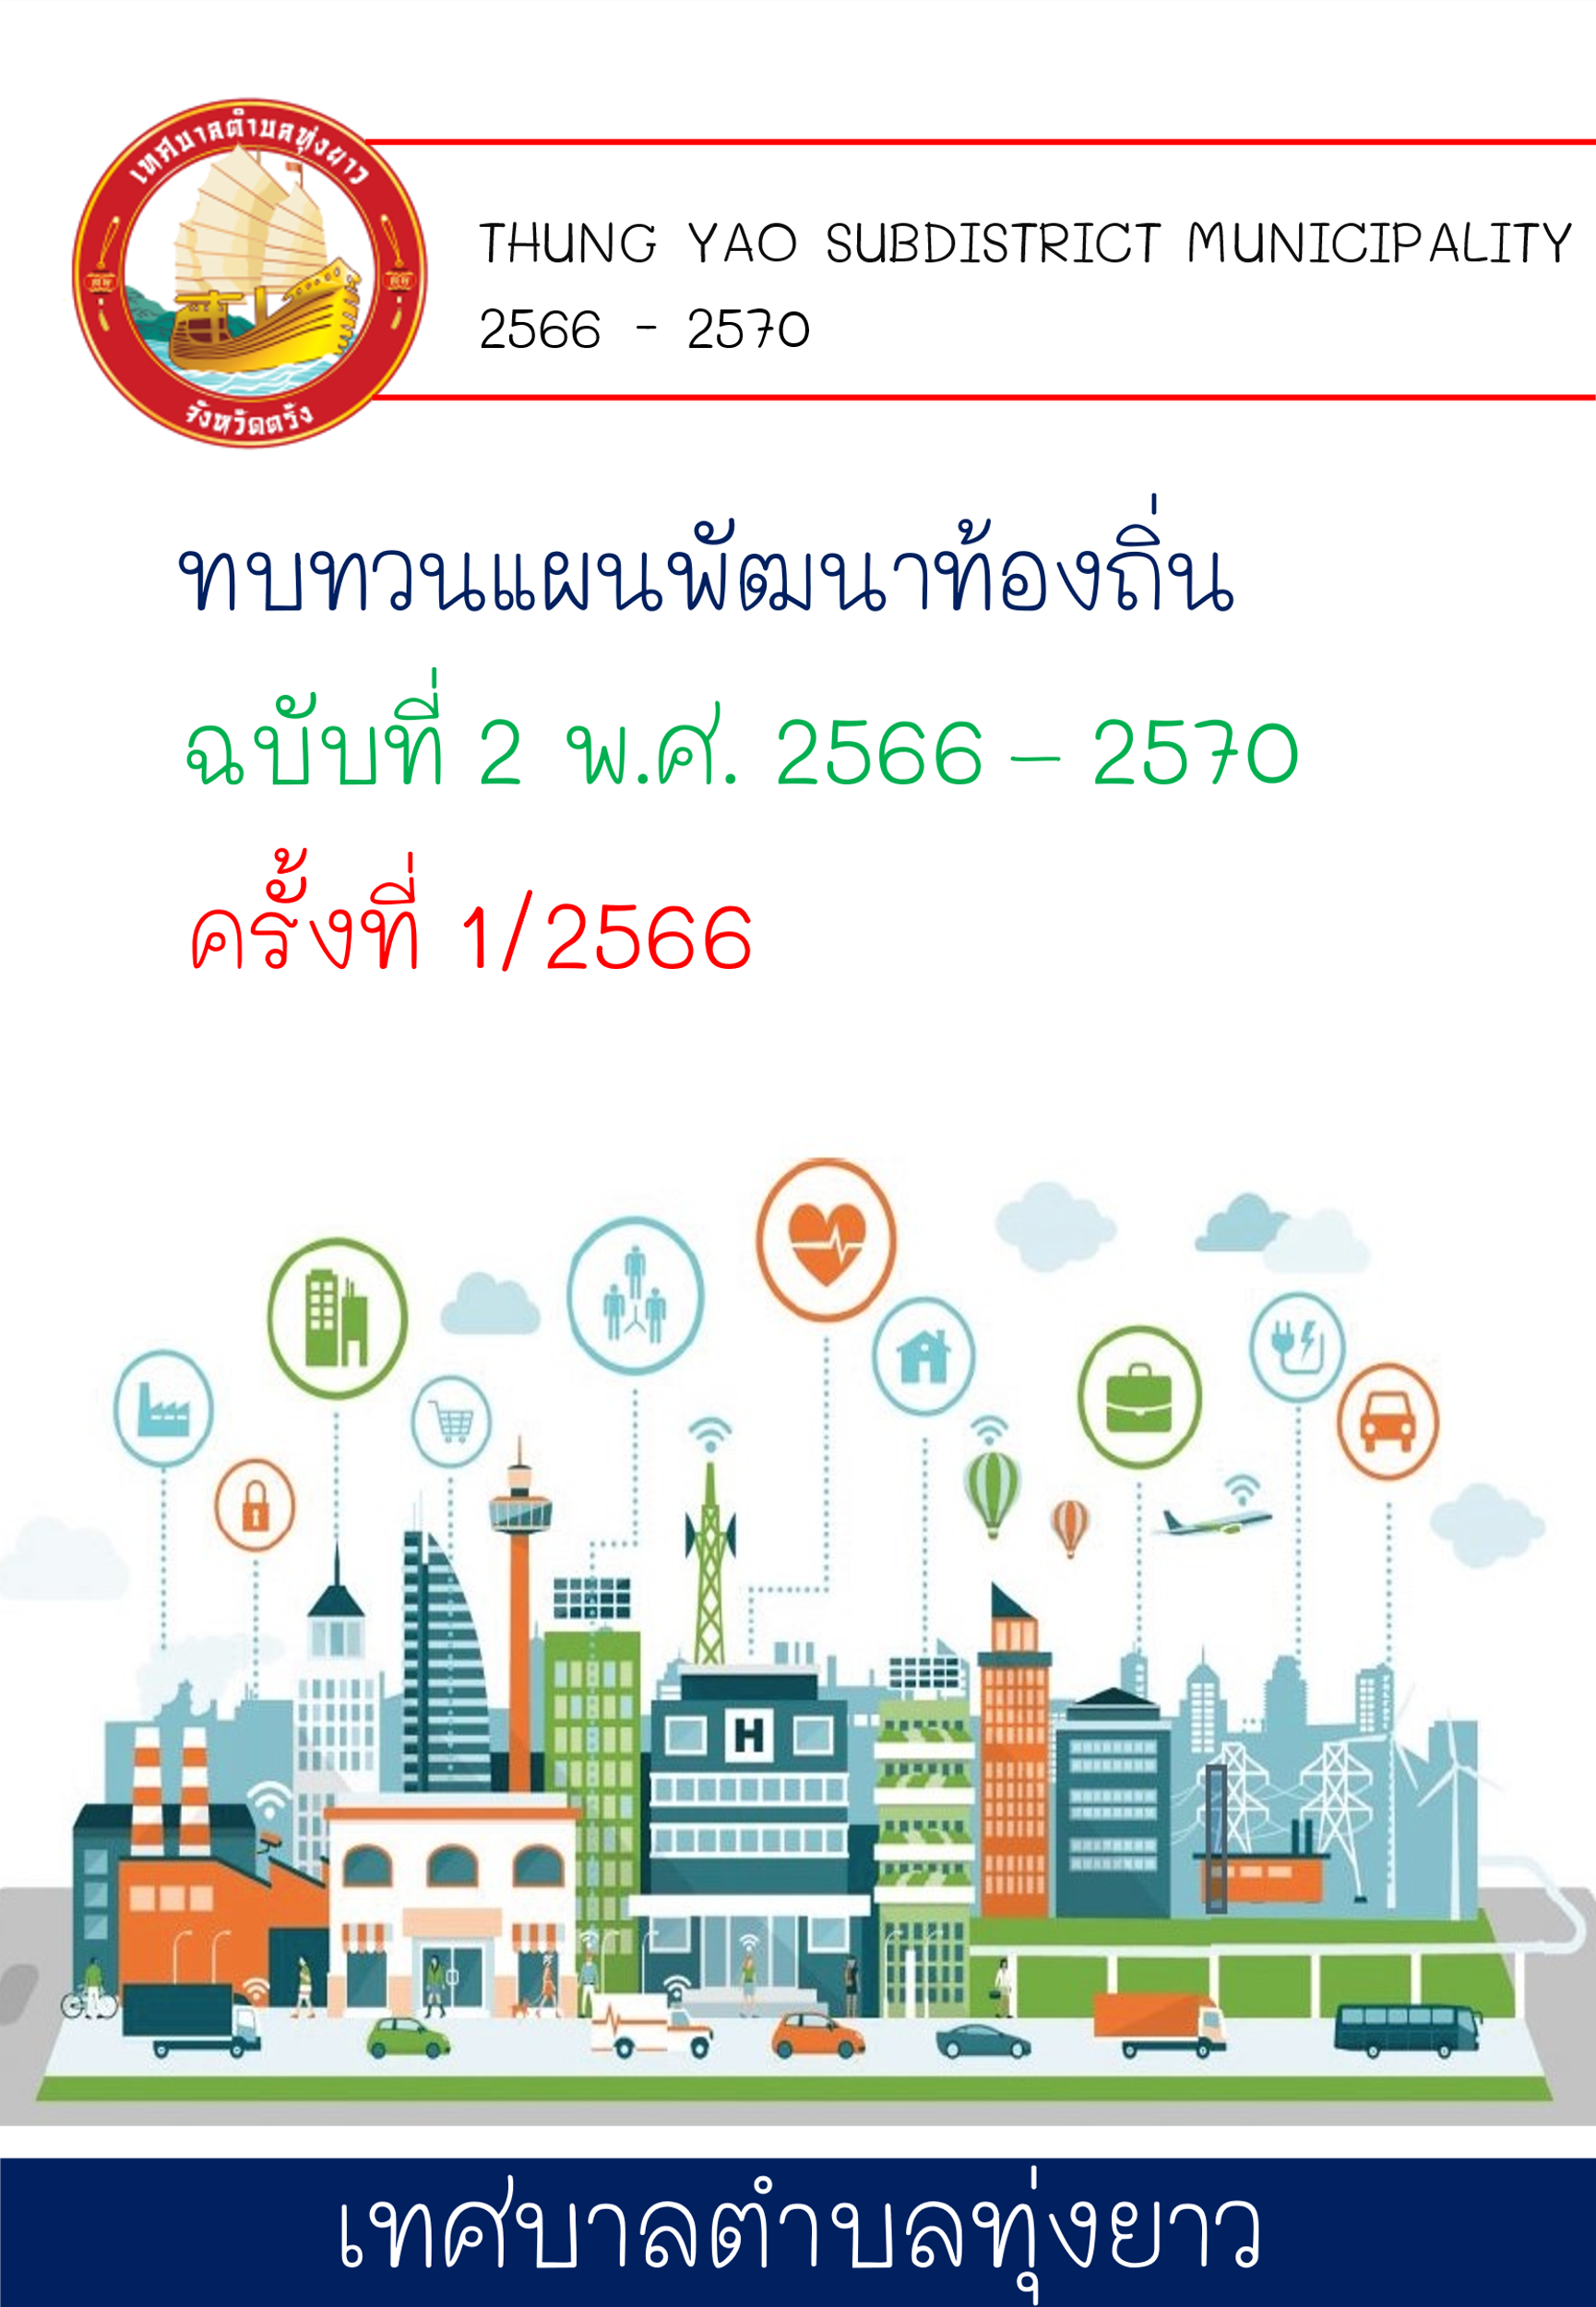 เทศบาลตำบลทุ่งยาว
จังหวัดตรัง
THUNG YAO SUBDISTRICT MUNICIPALITY
2566 - 2570
ทบทวนแผนพัฒนาท้องถิ่น
ฉบับที่ 2 พ.ศ. 2566 – 2570
ครั้งที่ 1/2566
H
เทศบาลตำบลทุ่งยาว